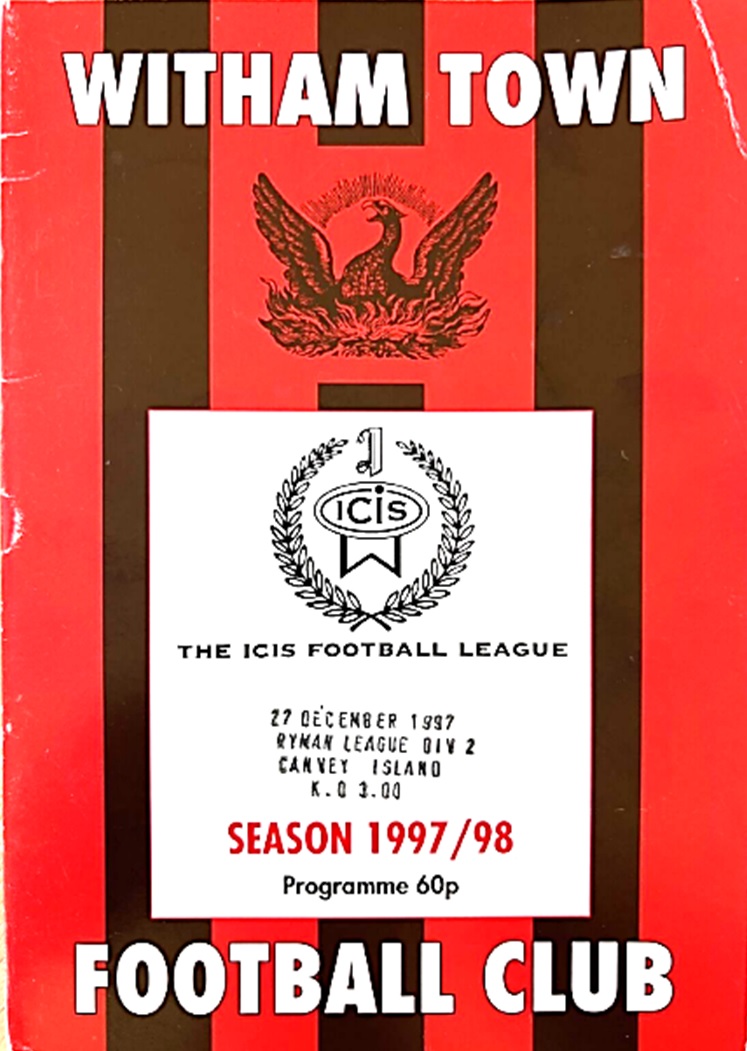 WITHAM TOWN
ICIS
THE ICIS FOOTBALL LEAGUE
27 DECEMBER 1997
RYMAN LEAGUE DIV 2
CANVEY ISLAND
K.O 3.00
SEASON 1997/98
Programme 60p
FOOTBALL CLUB